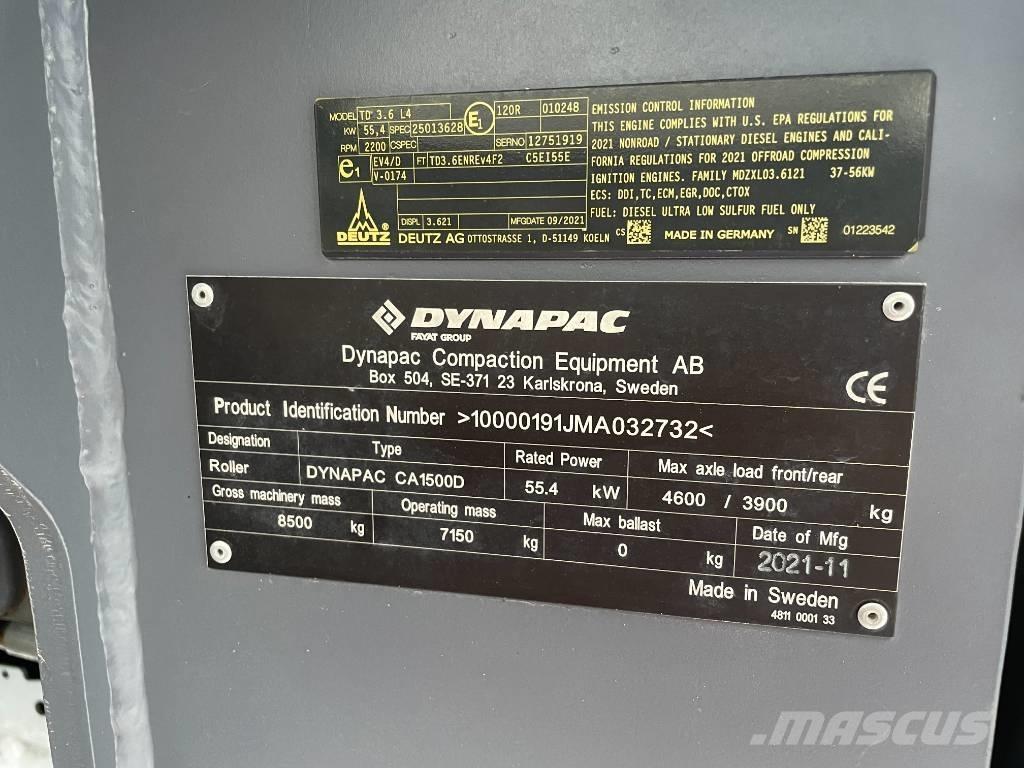 MODEL TD 3.6 L4 E1 120R 010248
KW 55,4 SPEC 25013628
RPM 2200 CSPEC SERNO 12751919
e1 EV4/D FT TD3.6ENREv4F2 C5EI55E
V-0174
DISPL 3.621 MFGDATE 09/2021
DEUTZ ® DEUTZ AG OTTOSTRASSE 1, D-51149 KOELN
EMISSION CONTROL INFORMATION
THIS ENGINE COMPLIES WITH U.S. EPA REGULATIONS FOR
2021 NONROAD / STATIONARY DIESEL ENGINES AND CALI-
FORNIA REGULATIONS FOR 2021 OFFROAD COMPRESSION
IGNITION ENGINES. FAMILY MDZXL03.6121 37-56KW
ECS: DDI,TC,ECM,EGR,DOC,CTOX
FUEL: DIESEL ULTRA LOW SULFUR FUEL ONLY
CS MADE IN GERMANY SN 01223542
DYNAPAC
FAYAT GROUP
Dynapac Compaction Equipment AB
Box 504, SE-371 23 Karlskrona, Sweden
CE
Product Identification Number >10000191JMA032732<
Designation Type Rated Power Max axle load front/rear
Roller DYNAPAC CA1500D 55.4 kW 4600 / 3900 kg
Gross machinery mass Operating mass Max ballast Date of Mfg
8500 kg 7150 kg 0 kg 2021-11
Made in Sweden
4811 0001 33
MASCUS